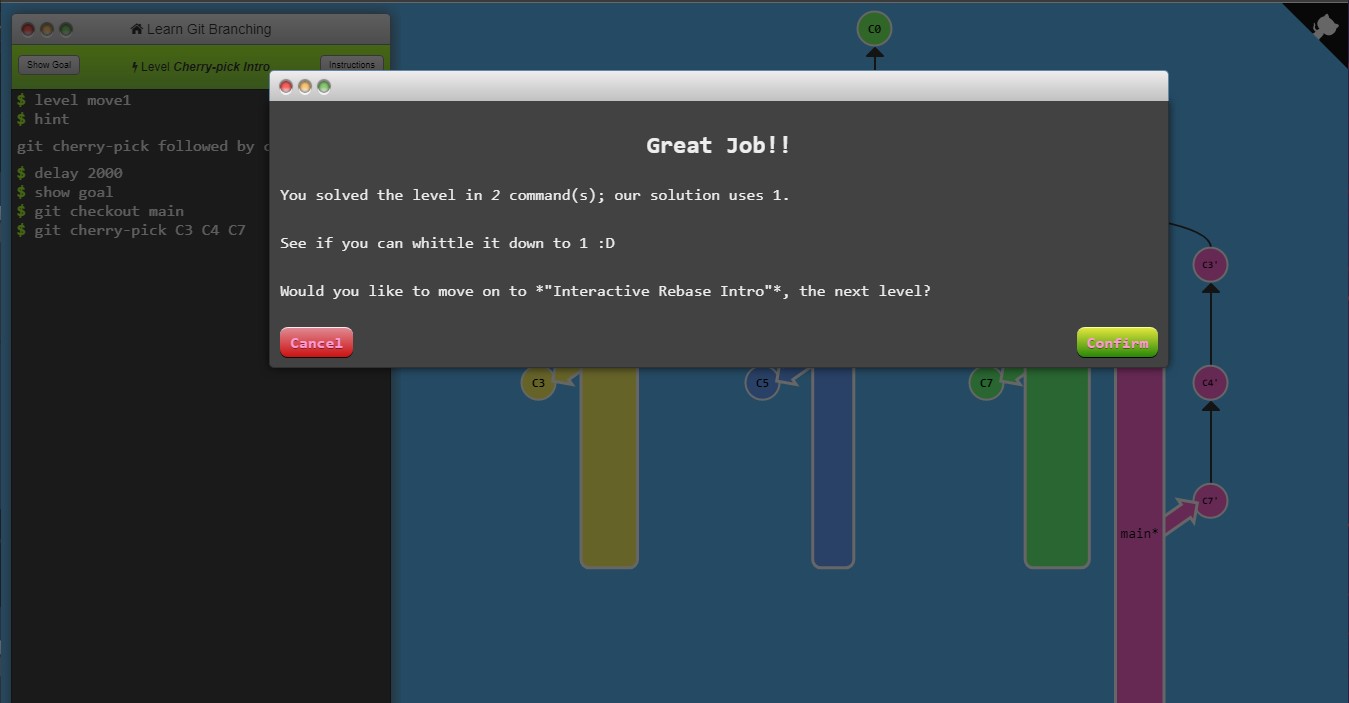 Learn Git Branching
Show Goal
Level Cherry-pick Intro
Instructions
$ level move1
$ hint
git cherry-pick followed by
$ delay 2000
$ show goal
$ git checkout main
$ git cherry-pick C3 C4 C7
C0
Great Job!!
You solved the level in 2 command(s); our solution uses 1.
See if you can whittle it down to 1 :D
Would you like to move on to *"Interactive Rebase Intro"*, the next level?
Cancel
Confirm
C3'
C3
C5
C7
C4'
C7'
main*